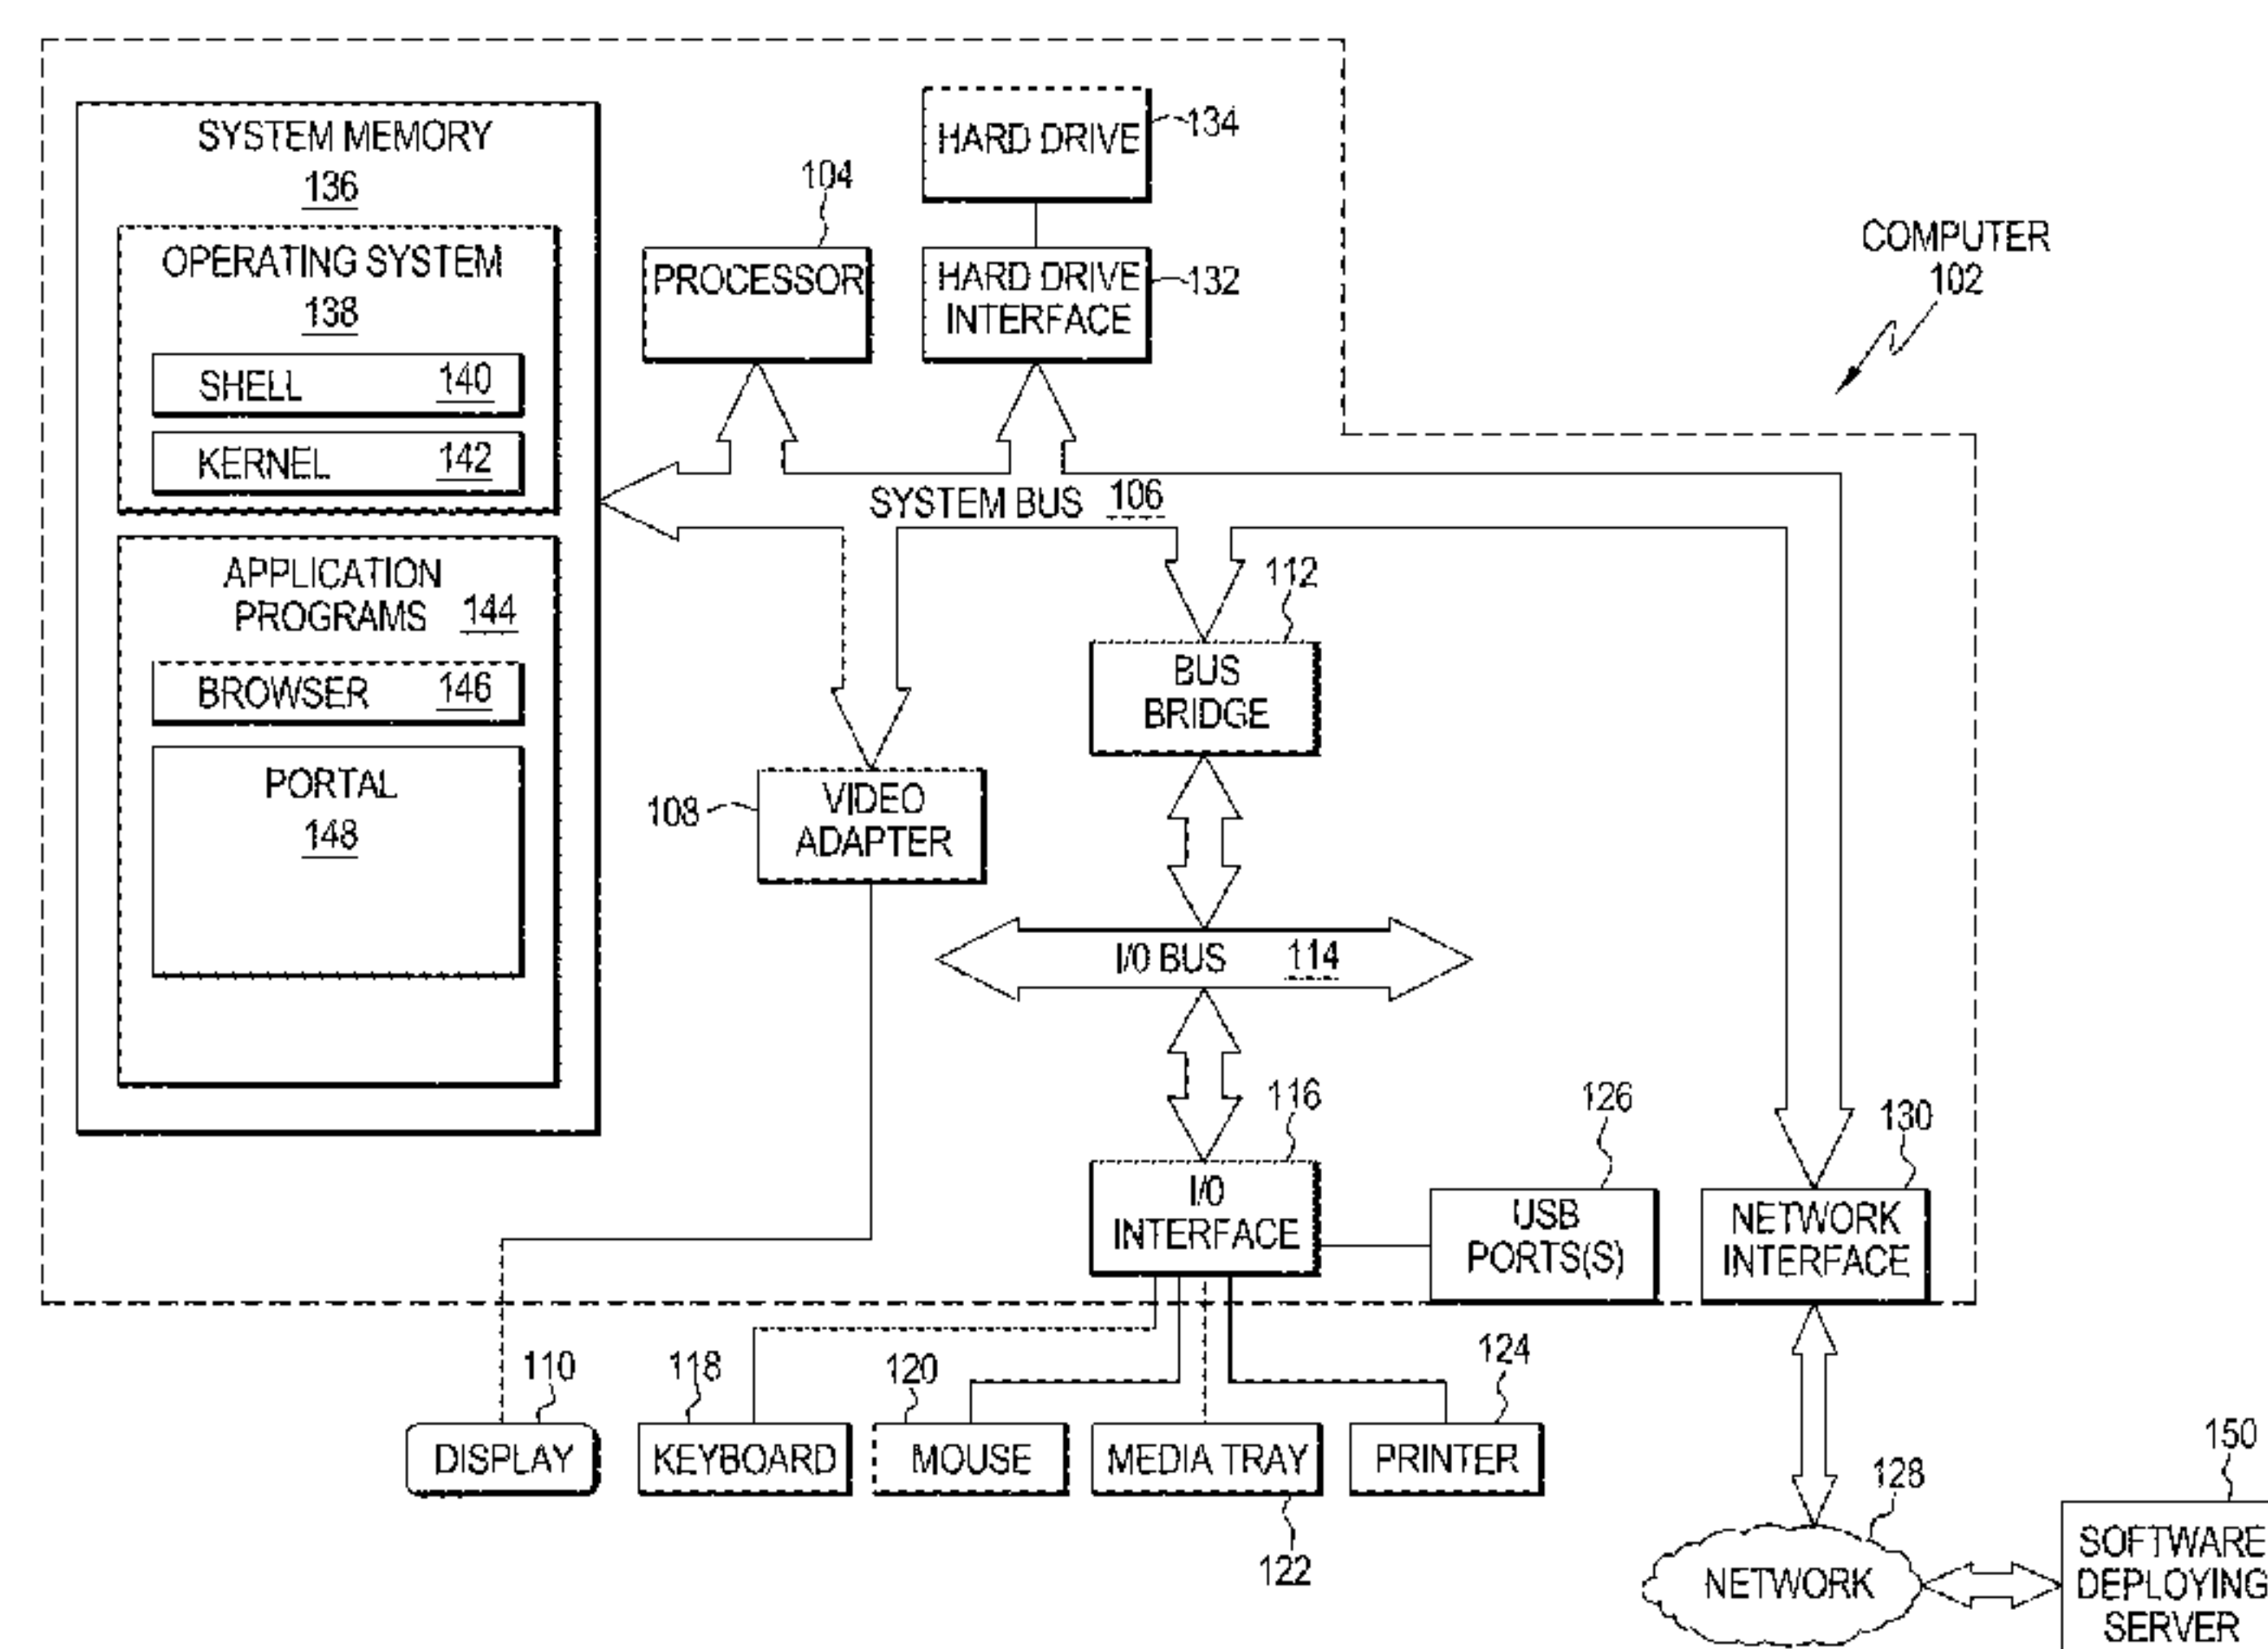 SYSTEM MEMORY
136
OPERATING SYSTEM
138
SHELL 140
KERNEL 142
APPLICATION
PROGRAMS 144
BROWSER 146
PORTAL
148
104
PROCESSOR
HARD DRIVE
134
HARD DRIVE
INTERFACE
132
COMPUTER
102
SYSTEM BUS 106
112
BUS
BRIDGE
108
VIDEO
ADAPTER
I/O BUS 114
116
I/O
INTERFACE
126
USB
PORTS(S)
130
NETWORK
INTERFACE
110
DISPLAY
118
KEYBOARD
120
MOUSE
MEDIA TRAY
122
124
PRINTER
128
NETWORK
150
SOFTWARE
DEPLOYING
SERVER